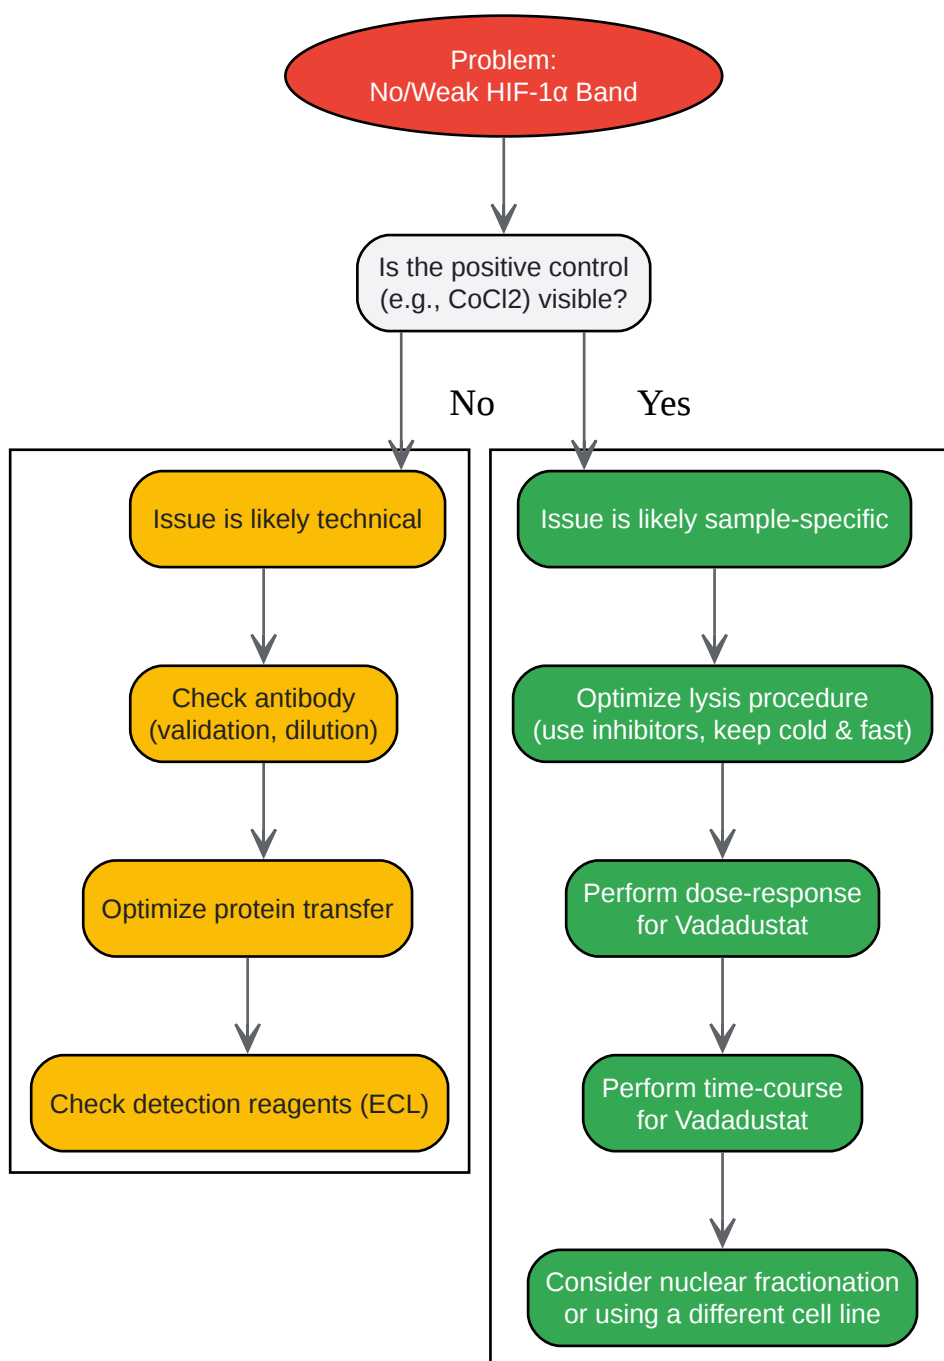 Problem:
No/Weak HIF-1α Band
Is the positive control
(e.g., CoCl2) visible?
No
Yes
Issue is likely technical
Check antibody
(validation, dilution)
Optimize protein transfer
Check detection reagents (ECL)
Issue is likely sample-specific
Optimize lysis procedure
(use inhibitors, keep cold & fast)
Perform dose-response
for Vadadustat
Perform time-course
for Vadadustat
Consider nuclear fractionation
or using a different cell line